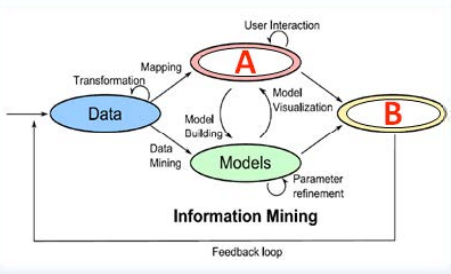 User Interaction
A
Mapping
Transformation
Data
Model
Visualization
B
Model
Building
Data
Mining
Models
Parameter
refinement
Information Mining
Feedback loop